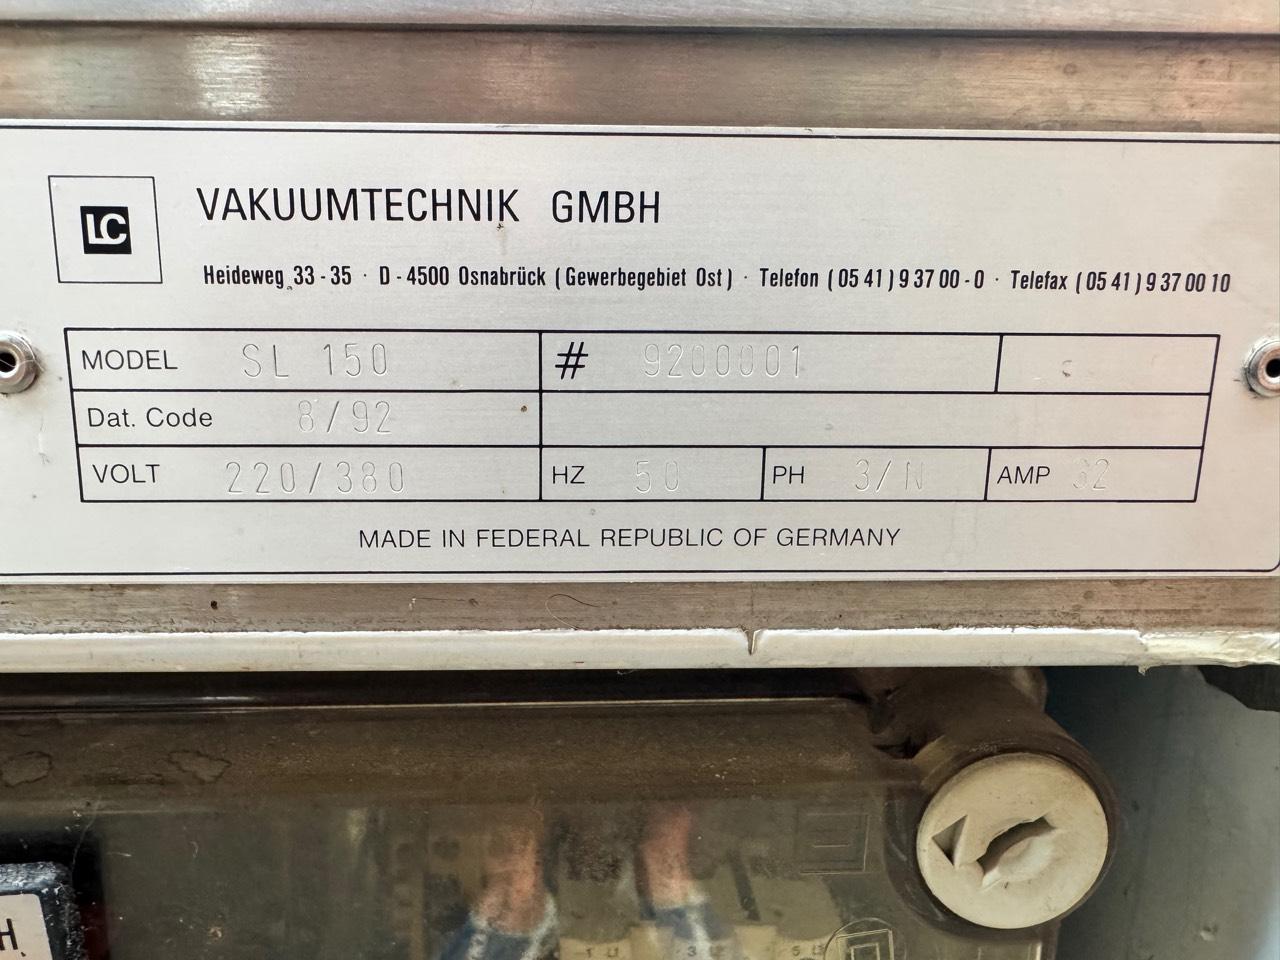 LC
VAKUUMTECHNIK GMBH
Heideweg 33-35 · D-4500 Osnabrück (Gewerbegebiet Ost) · Telefon (05 41) 9 37 00-0 · Telefax (05 41) 9 37 00 10
MODEL SL 150 # 9200001
Dat. Code 8/92
VOLT 220/380 HZ 50 PH 3/N AMP 32
MADE IN FEDERAL REPUBLIC OF GERMANY
H